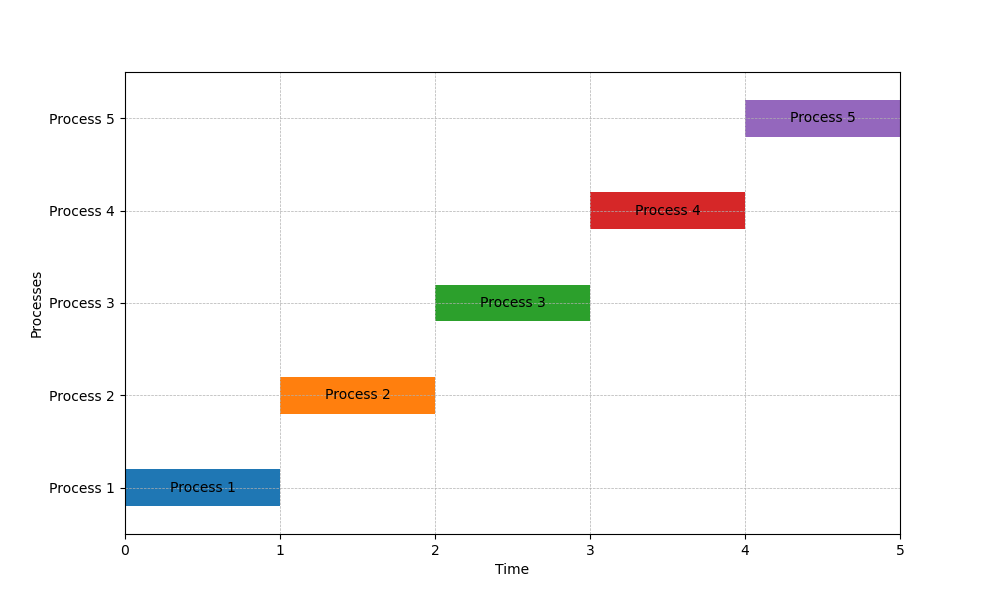 Process 5
Process 5
Process 4
Process 4
Process 3
Process 3
Processes
Process 2
Process 2
Process 1
Process 1
0 1 2 3 4 5
Time